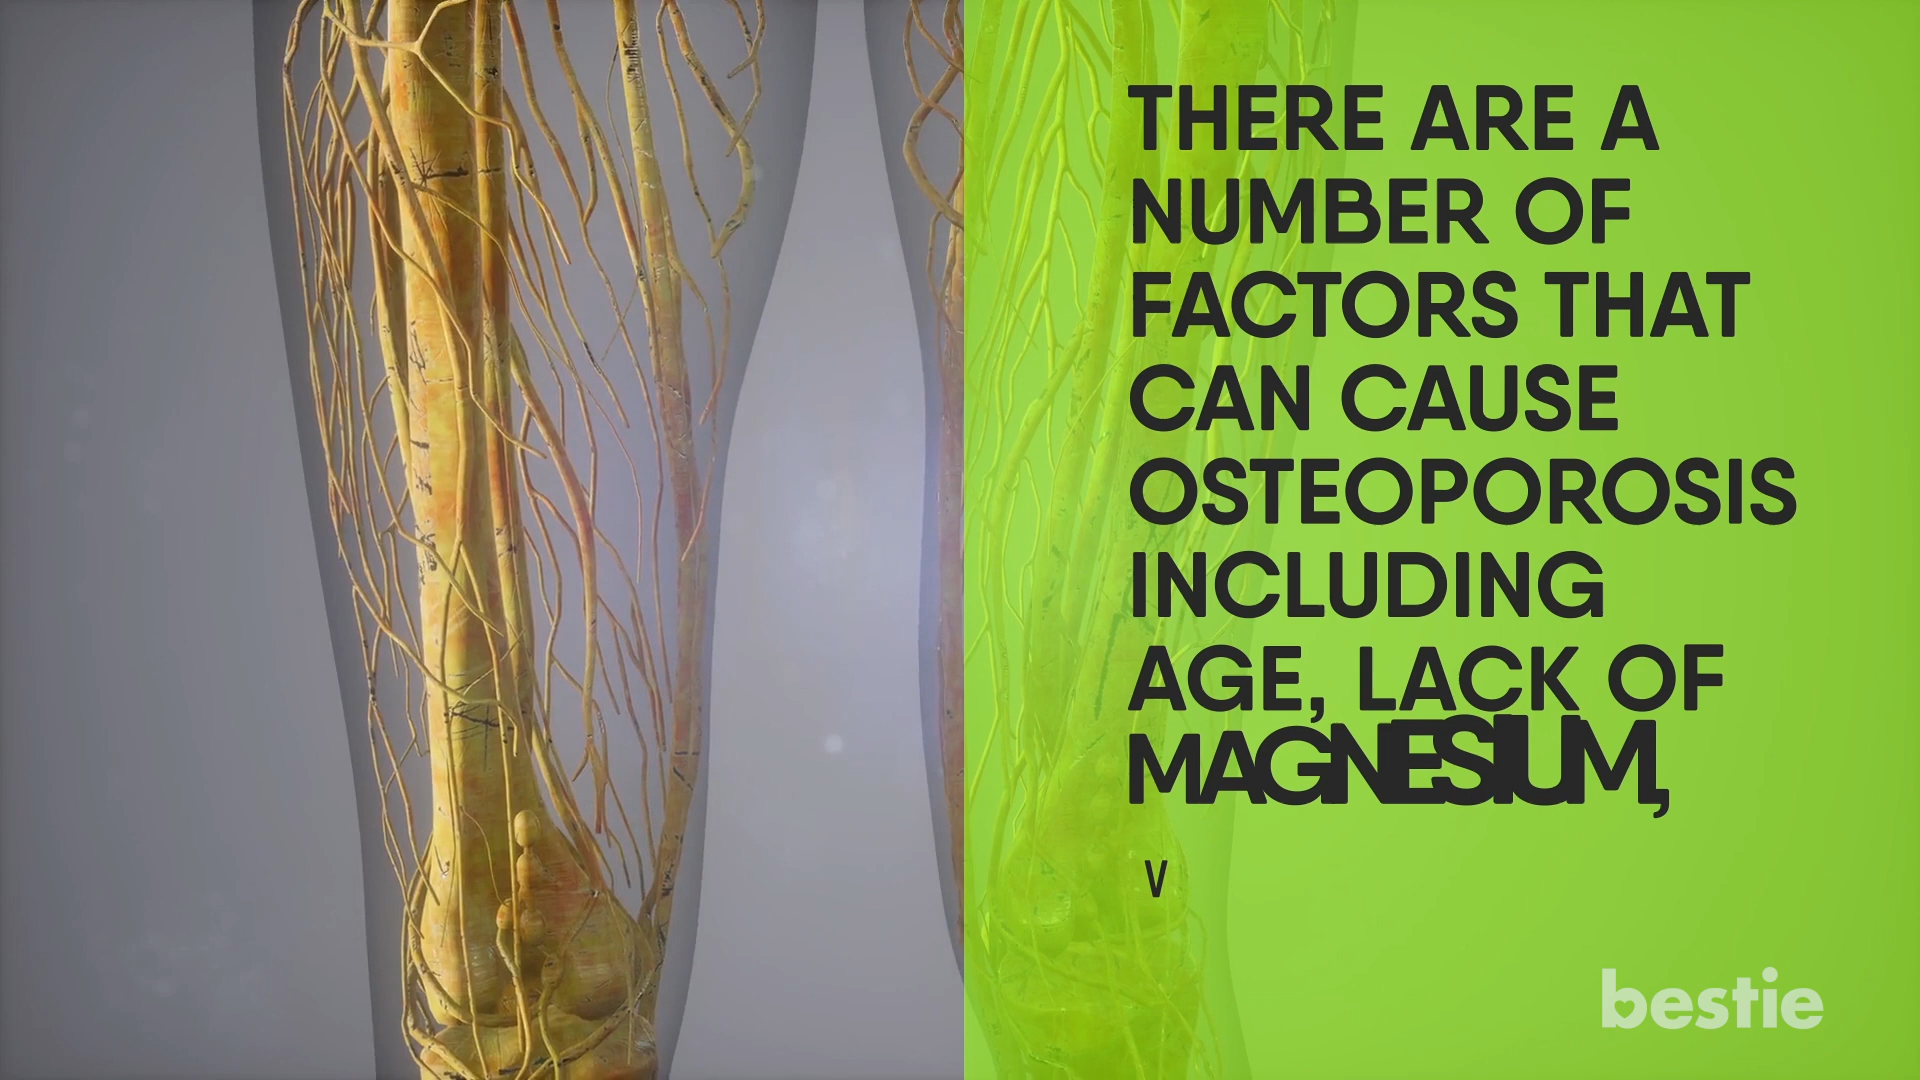 THERE ARE A
NUMBER OF
FACTORS THAT
CAN CAUSE
OSTEOPOROSIS
INCLUDING
AGE, LACK OF
MAGNESIUM,
V
bestie